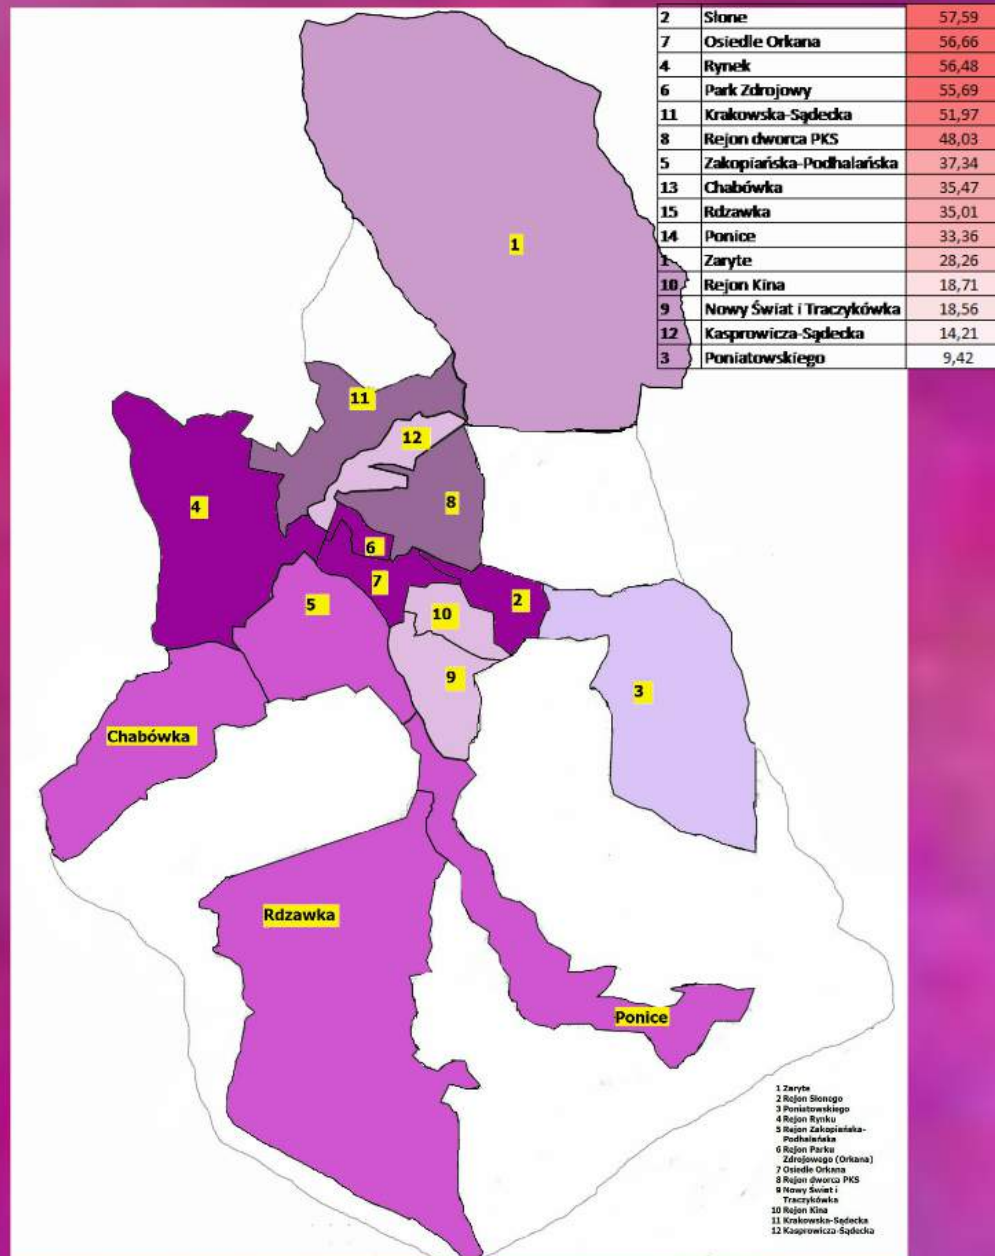 2 Słone 57,59
7 Osiedle Orkana 56,66
4 Rynek 56,48
6 Park Zdrojowy 55,69
11 Krakowska-Sądecka 51,97
8 Rejon dworca PKS 48,03
5 Zakopiańska-Podhalańska 37,34
13 Chabówka 35,47
15 Rdzawka 35,01
14 Ponice 33,36
1 Zaryte 28,26
10 Rejon Kina 18,71
9 Nowy Świat i Traczykówka 18,56
12 Kasprowicza-Sądecka 14,21
3 Poniatowskiego 9,42
1
11
12
4
8
6
7
5
2
10
9
3
Chabówka
Rdzawka
Ponice
1 Zaryte
2 Rejon Słonego
3 Poniatowskiego
4 Rejon Rynku
5 Rejon Zakopiańska-
Podhalańska
6 Rejon Parku
Zdrojowego (Orkana)
7 Osiedle Orkana
8 Rejon dworca PKS
9 Nowy Świat i
Traczykówka
10 Rejon Kina
11 Krakowska-Sądecka
12 Kasprowicza-Sądecka